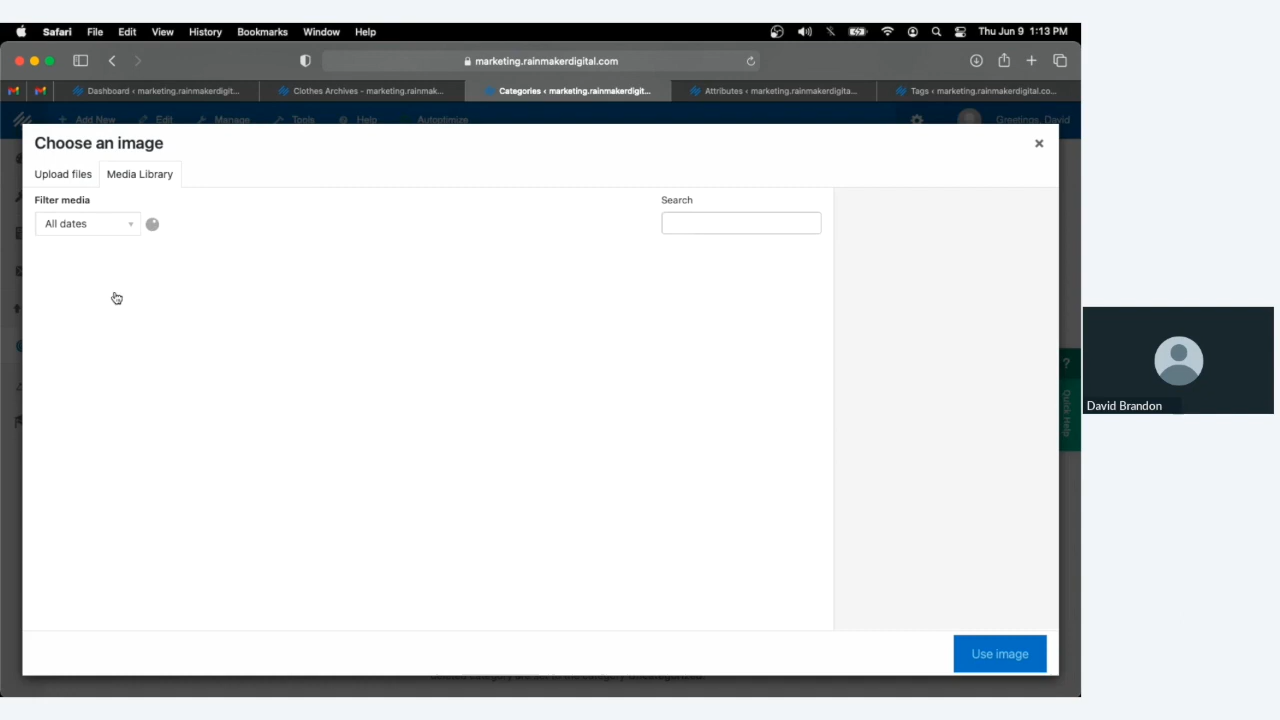 Safari File Edit View History Bookmarks Window Help Thu Jun 9 1:13 PM
marketing.rainmakerdigital.com
Dashboard ‹ marketing.rainmakerdigit... Clothes Archives - marketing.rainmak... Categories ‹ marketing.rainmakerdigit... Attributes ‹ marketing.rainmakerdigita... Tags ‹ marketing.rainmakerdigital.co...
Add New Edit Manage Tools Help Autoptimize Greetings, David
Choose an image
Upload files Media Library
Filter media Search
All dates
?
Quick Help
David Brandon
Use image